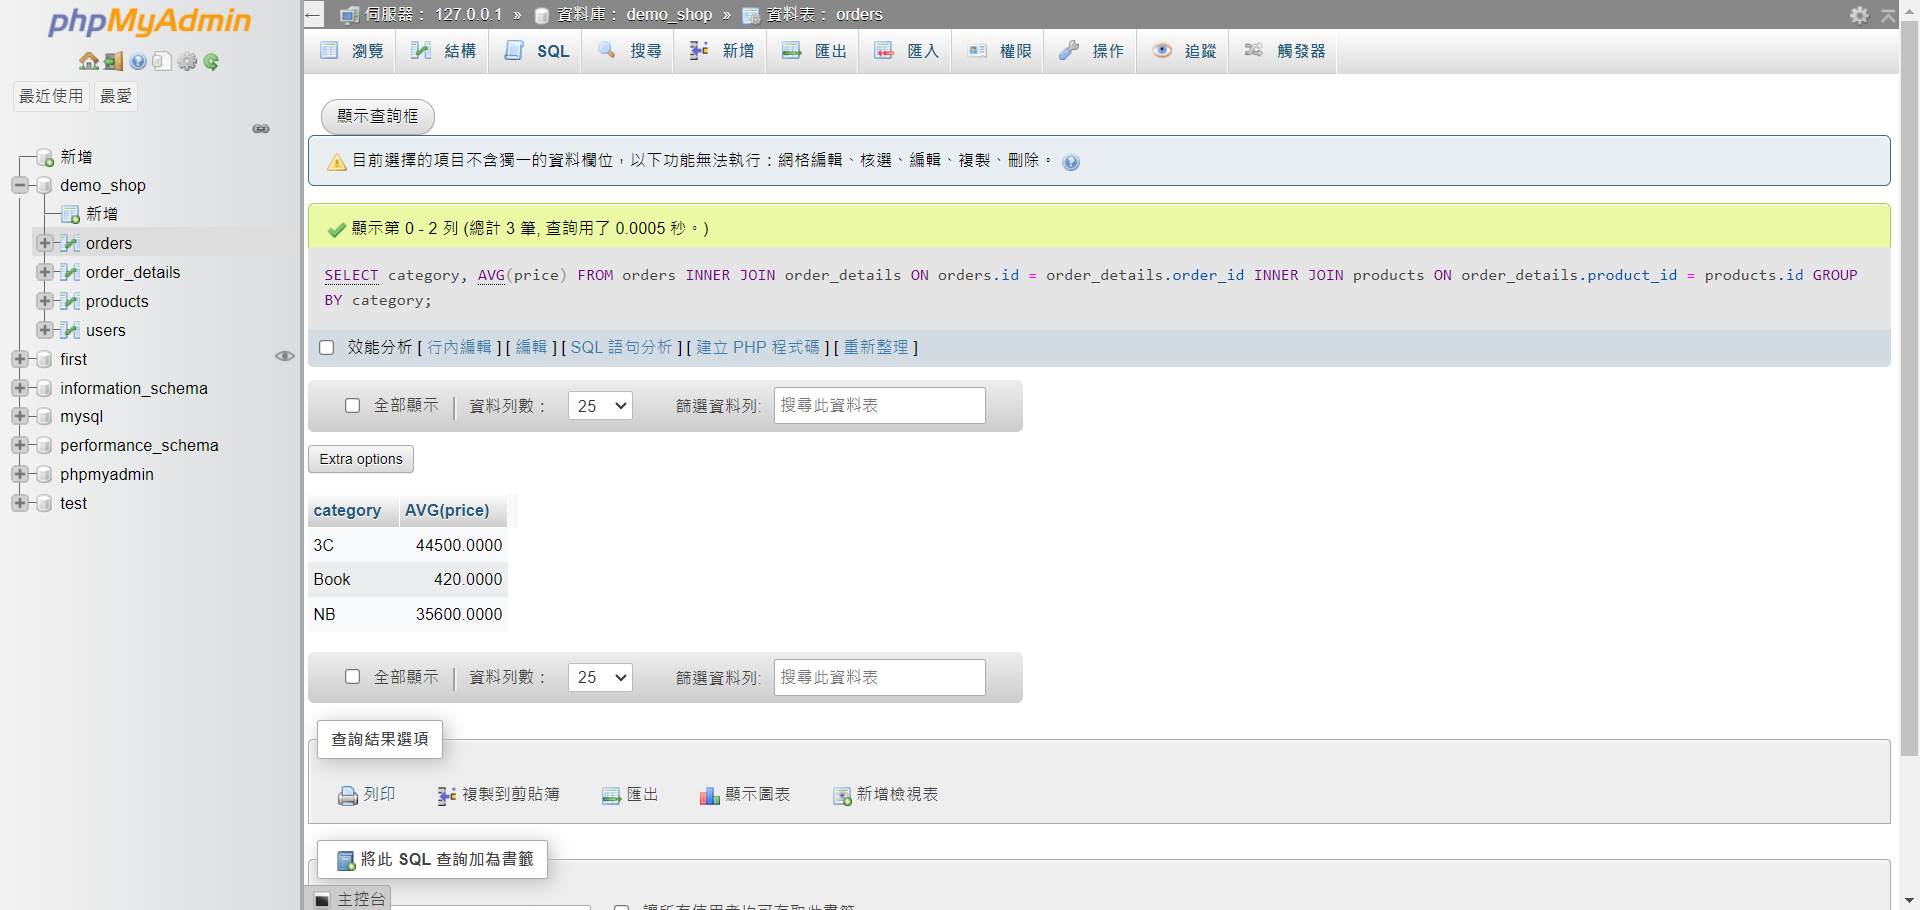 phpMyAdmin
最近使用 最愛
新增
demo_shop
新增
orders
order_details
products
users
first
information_schema
mysql
performance_schema
phpmyadmin
test
← 伺服器： 127.0.0.1 » 資料庫： demo_shop » 資料表： orders
瀏覽 結構 SQL 搜尋 新增 匯出 匯入 權限 操作 追蹤 觸發器
顯示查詢框
目前選擇的項目不含獨一的資料欄位，以下功能無法執行：網格編輯、核選、編輯、複製、刪除。
顯示第 0 - 2 列 (總計 3 筆, 查詢用了 0.0005 秒。)
SELECT category, AVG(price) FROM orders INNER JOIN order_details ON orders.id = order_details.order_id INNER JOIN products ON order_details.product_id = products.id GROUP
BY category;
效能分析 [ 行內編輯 ] [ 編輯 ] [ SQL 語句分析 ] [ 建立 PHP 程式碼 ] [ 重新整理 ]
全部顯示 | 資料列數： 25 篩選資料列: 搜尋此資料表
Extra options
category AVG(price)
3C 44500.0000
Book 420.0000
NB 35600.0000
全部顯示 | 資料列數： 25 篩選資料列: 搜尋此資料表
查詢結果選項
列印 複製到剪貼簿 匯出 顯示圖表 新增檢視表
將此 SQL 查詢加為書籤
主控台
讓所有使用者均可存取此書籤